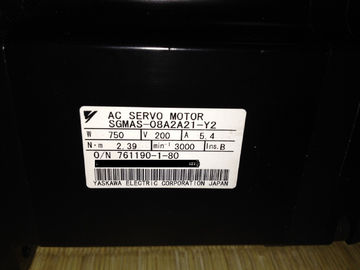 AC SERVO MOTOR
SGMAS-08A2A21-Y2
W 750 V 200 A 5.4
N·m 2.39 min⁻¹ 3000 Ins. B
O/N 761190-1-80
YASKAWA ELECTRIC CORPORATION JAPAN